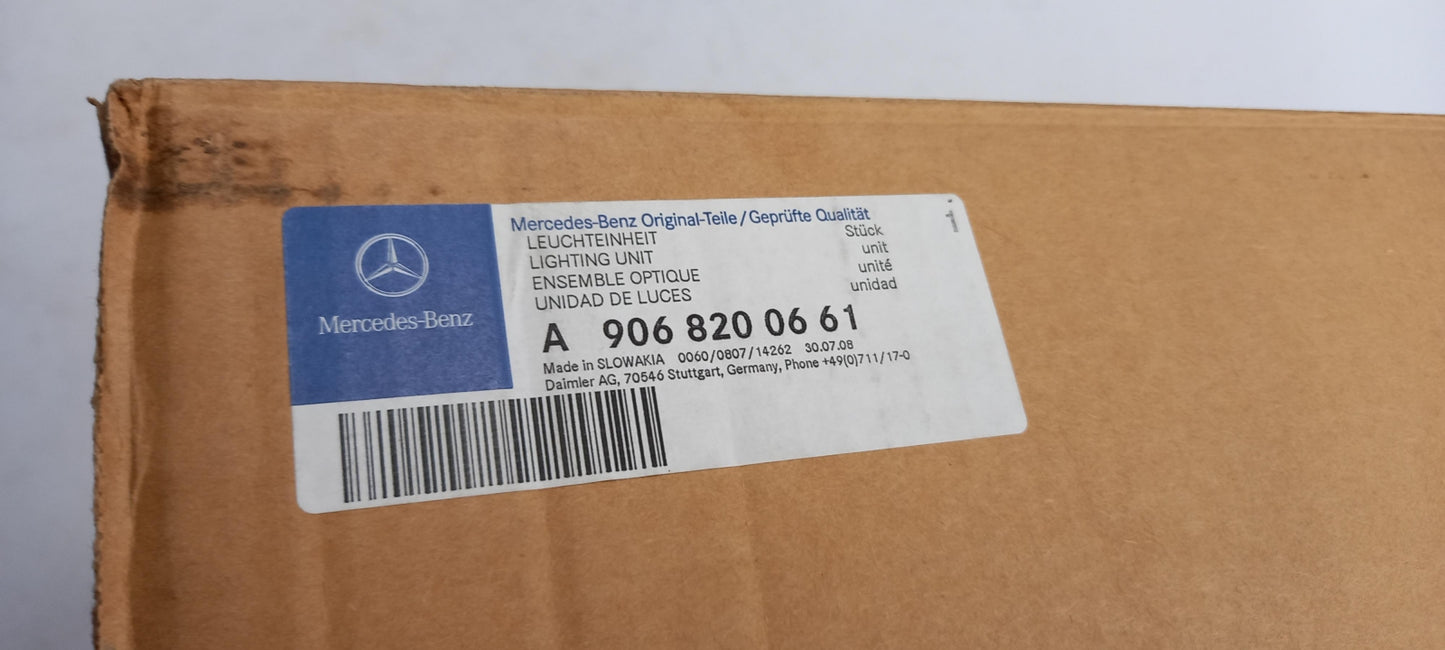 Mercedes-Benz
Mercedes-Benz Original-Teile/Geprüfte Qualität
LEUCHTEINHEIT
LIGHTING UNIT
ENSEMBLE OPTIQUE
UNIDAD DE LUCES
1
Stück
unit
unité
unidad
A 906 820 06 61
Made in SLOWAKIA 0060/0807/14262 30.07.08
Daimler AG, 70546 Stuttgart, Germany, Phone +49(0)711/17-0